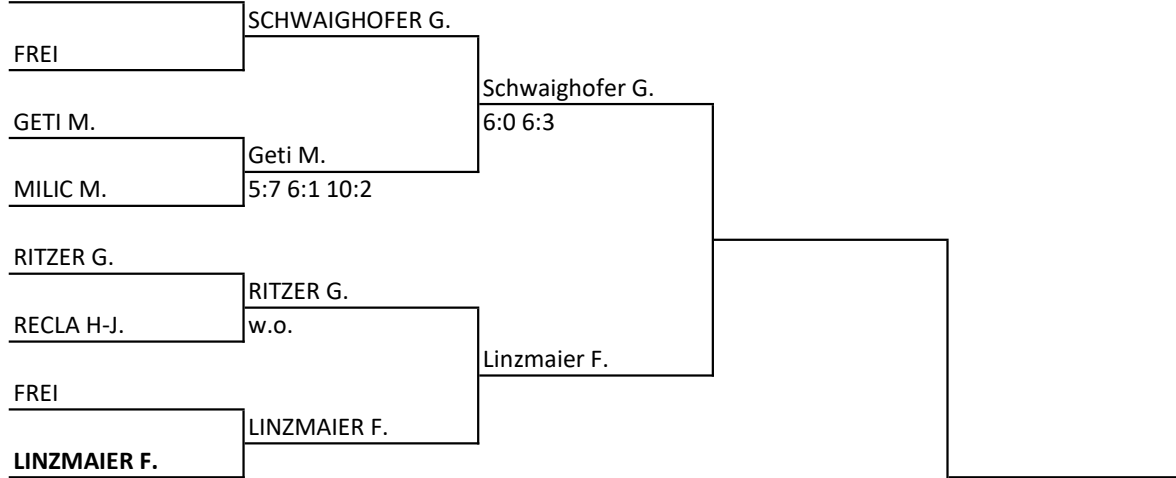 SCHWAIGHOFER G.
FREI
Schwaighofer G.
GETI M.
6:0 6:3
Geti M.
MILIC M.
5:7 6:1 10:2
RITZER G.
RITZER G.
RECLA H-J.
w.o.
Linzmaier F.
FREI
LINZMAIER F.
LINZMAIER F.